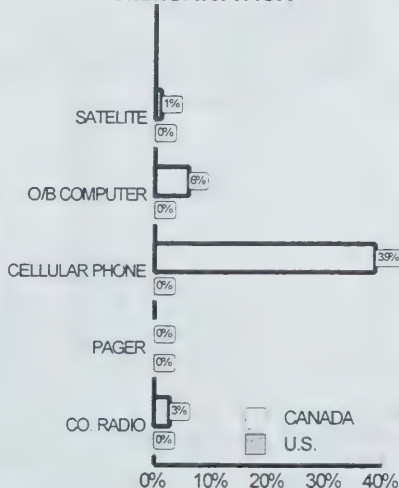 1%
SATELITE
0%
6%
O/B COMPUTER
0%
39%
CELLULAR PHONE
0%
0%
PAGER
0%
3%
CO. RADIO
0%
CANADA
U.S.
0% 10% 20% 30% 40%